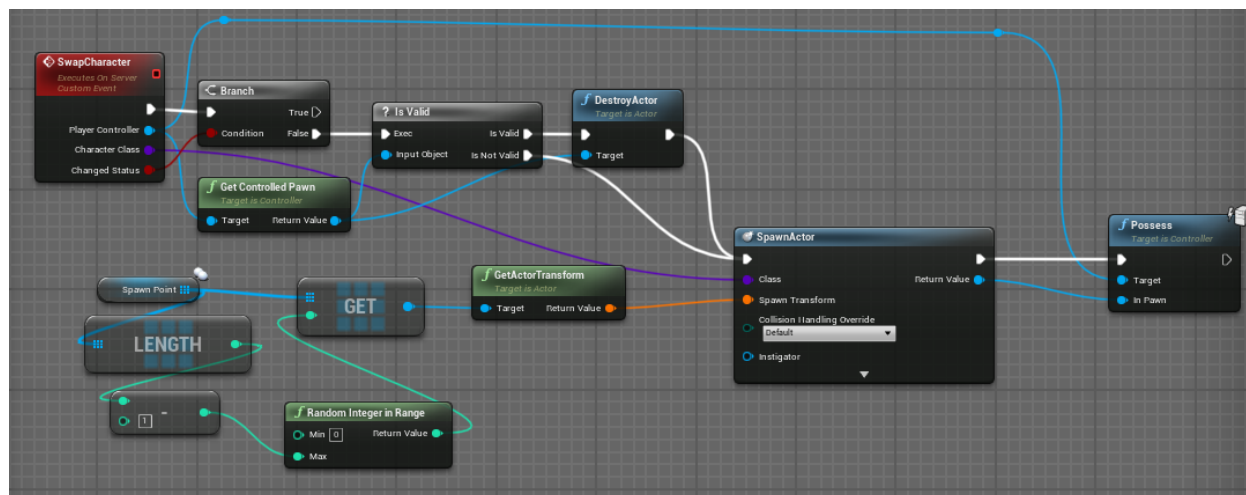 SwapCharacter
Executes On Server
Custom Event
Player Controller
Character Class
Changed Status
Branch
True
Condition
False
Get Controlled Pawn
Target is Controller
Target
Return Value
? Is Valid
Exec
Is Valid
Input Object
Is Not Valid
f DestroyActor
Target is Actor
Target
SpawnActor
Class
Return Value
Spawn Transform
Collision Handling Override
Default
Instigator
f Possess
Target is Controller
Target
In Pawn
Spawn Point
GET
f GetActorTransform
Target is Actor
Target
Return Value
LENGTH
1
-
f Random Integer in Range
Min 0
Return Value
Max